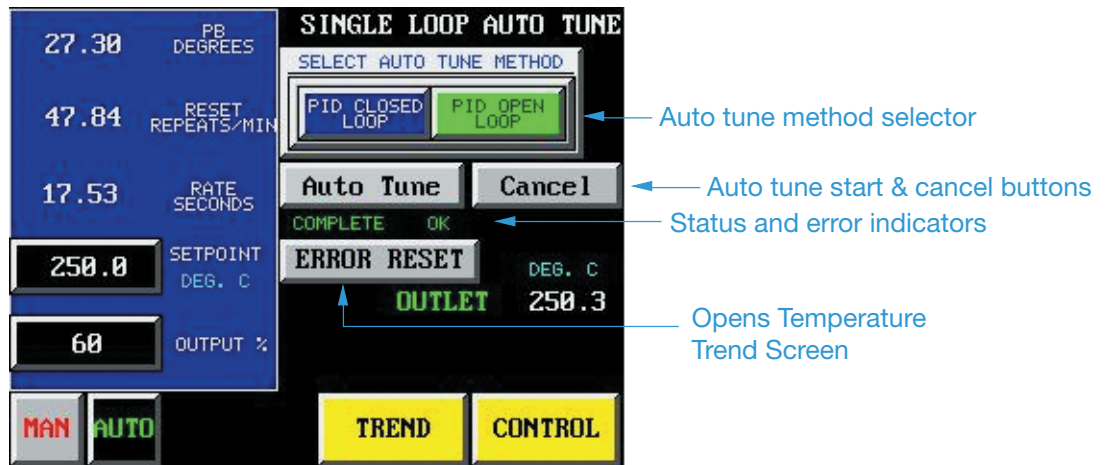 SINGLE LOOP AUTO TUNE
27.30 PB DEGREES
SELECT AUTO TUNE METHOD
47.84 RESET REPEATS/MIN
PID CLOSED LOOP
PID OPEN LOOP
Auto tune method selector
17.53 RATE SECONDS
Auto Tune
Cancel
Auto tune start & cancel buttons
COMPLETE OK
Status and error indicators
250.0 SETPOINT
DEG. C
ERROR RESET
DEG. C
OUTLET 250.3
60 OUTPUT %
Opens Temperature
Trend Screen
MAN
AUTO
TREND
CONTROL